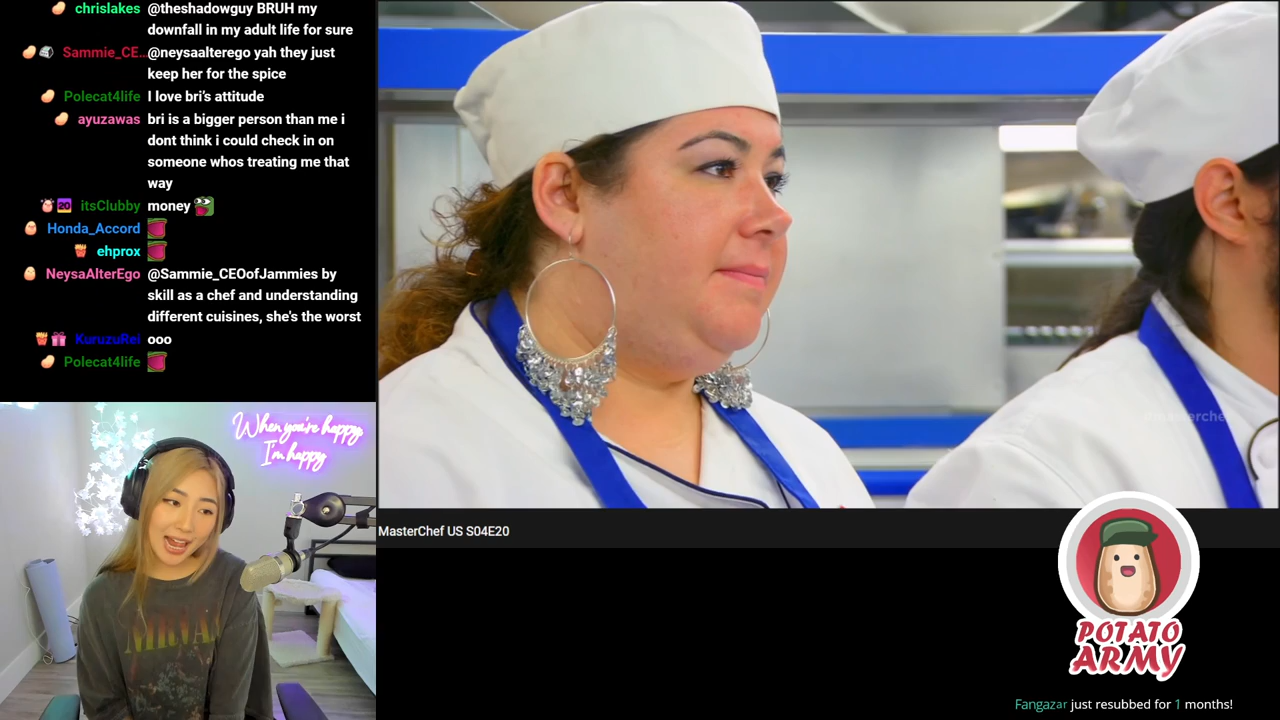 chrislakes @theshadowguy BRUH my
downfall in my adult life for sure
Sammie_CE... @neysaalterego yah they just
keep her for the spice
Polecat4life I love bri's attitude
ayuzawas bri is a bigger person than me i
dont think i could check in on
someone whos treating me that
way
20 itsClubby money
Honda_Accord
ehprox
NeysaAlterEgo @Sammie_CEOofJammies by
skill as a chef and understanding
different cuisines, she's the worst
KuruzuRei ooo
Polecat4life
When you're happy,
I'm happy
NIRVANA
MasterChef US S04E20
POTATO
ARMY
Fangazar just resubbed for 1 months!